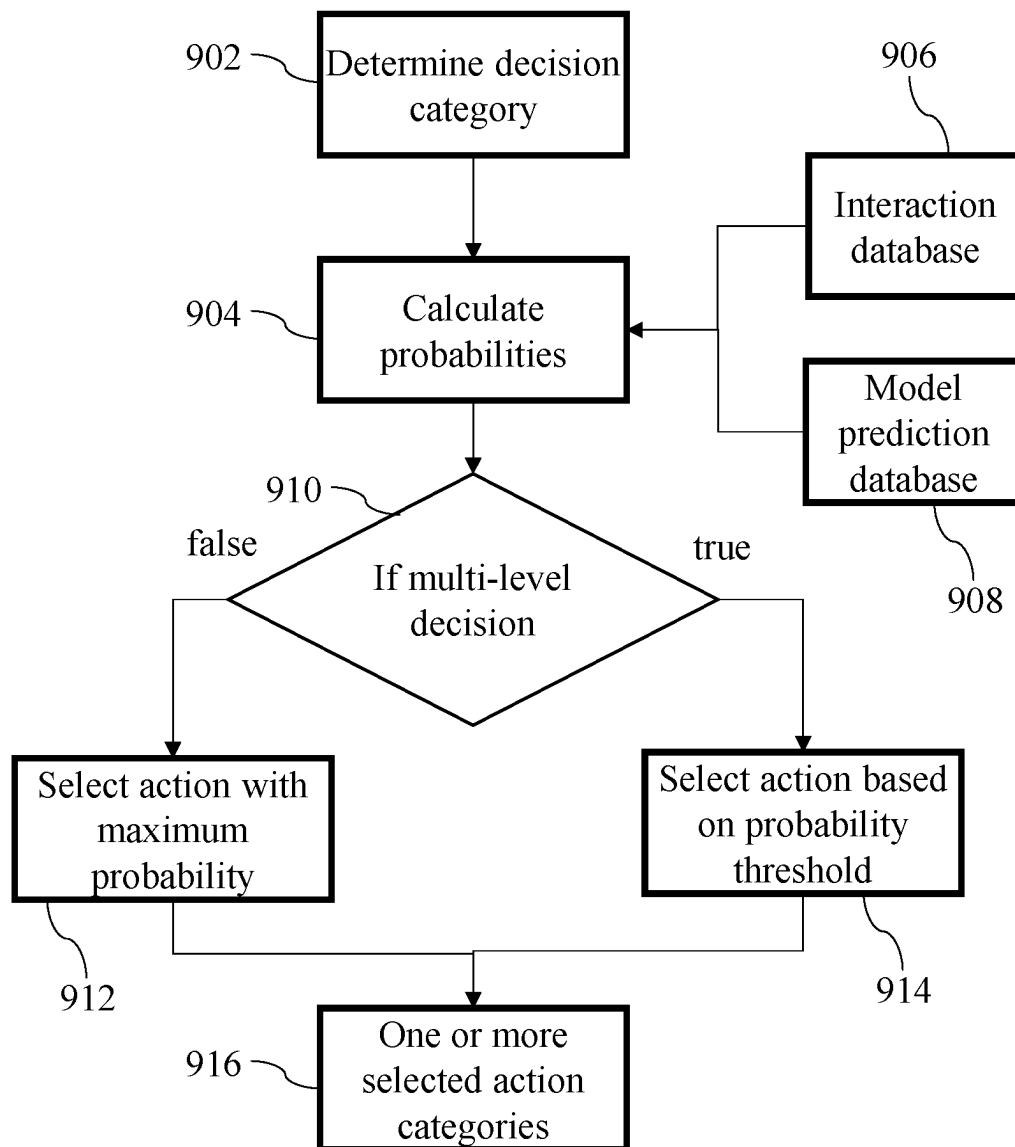 902
Determine decision
category
906
Interaction
database
904
Calculate
probabilities
Model
prediction
database
908
910
false
true
If multi-level
decision
Select action with
maximum
probability
912
Select action based
on probability
threshold
914
916
One or more
selected action
categories